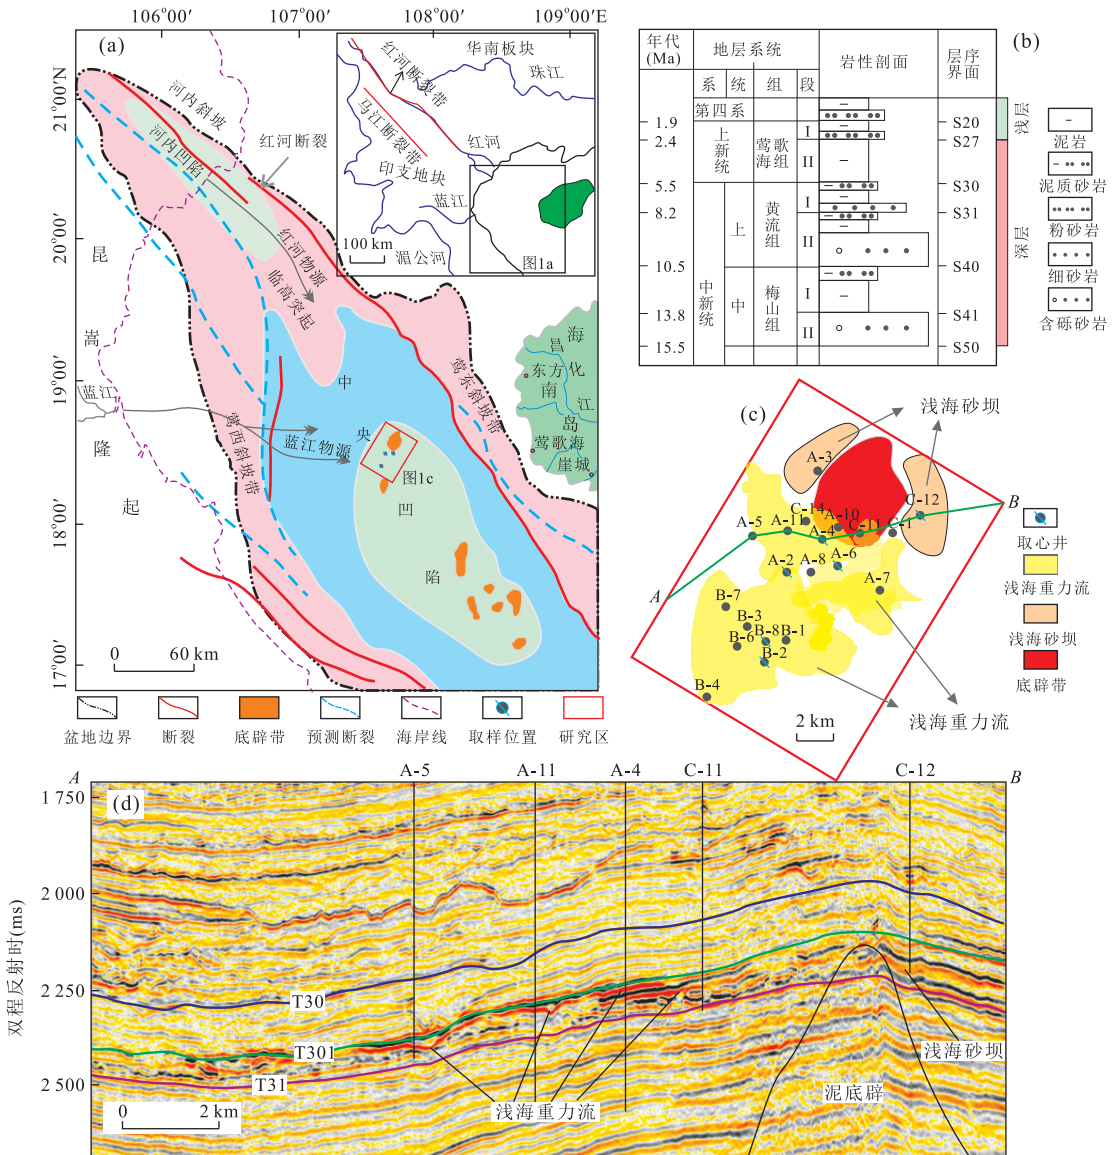 106°00′
107°00′
108°00′
109°00′E
(a)
21°00′N
20°00′
19°00′
18°00′
17°00′
河内斜坡
河内凹陷
红河断裂
红河物源
临高突起
昆
嵩
隆
起
蓝江
莺西斜坡带
蓝江物源
中
央
凹
陷
图1c
莺东斜坡带
海
南
岛
昌
化
江
东方
莺歌海
崖城
0 60 km
华南板块
珠江
红河断裂带
马江断裂带
红河
印支地块
蓝江
湄公河
100 km
图1a
盆地边界
断裂
底辟带
预测断裂
海岸线
取样位置
研究区
(b)
年代
(Ma)
地层系统
岩性剖面
层序
界面
系
统
组
段
第四系
上新统
莺歌海组
I
II
中新统
上
黄流组
I
II
中
梅山组
I
II
1.9
2.4
5.5
8.2
10.5
13.8
15.5
S20
S27
S30
S31
S40
S41
S50
浅层
深层
泥岩
泥质砂岩
粉砂岩
细砂岩
含砾砂岩
(c)
浅海砂坝
A-3
C-12
B
C-14
A-10
A-5
A-11
A-4
C-11
C-1
A-2
A-8
A-6
A-7
A
B-7
B-3
B-6
B-8
B-1
B-2
B-4
2 km
浅海重力流
取心井
浅海重力流
浅海砂坝
底辟带
A
A-5
A-11
A-4
C-11
C-12
B
(d)
双程反射时(ms)
1 750
2 000
2 250
2 500
T30
T301
T31
浅海重力流
浅海砂坝
泥底辟
0 2 km